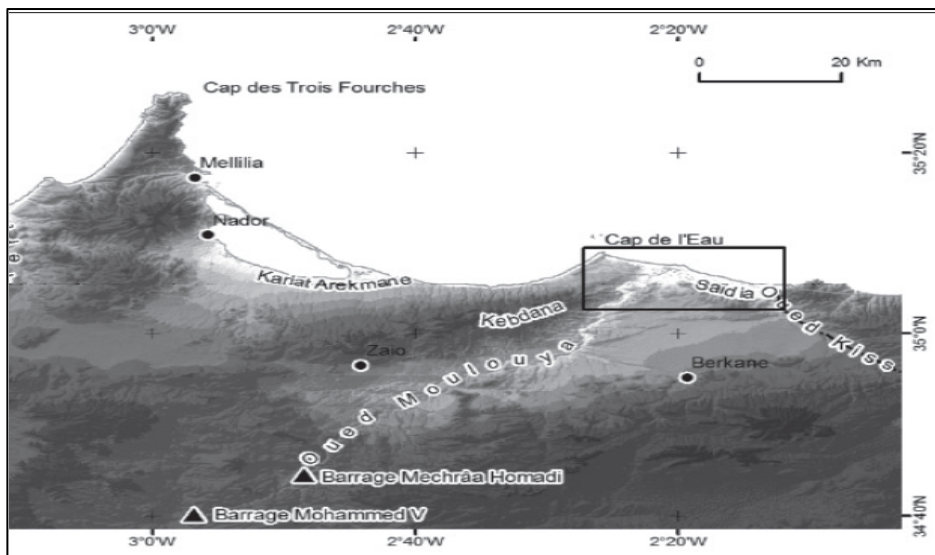 3°0'W 2°40'W 2°20'W
0 20 Km
Cap des Trois Fourches
35°20'N
Mellilia
Nador
Cap de l'Eau
Kariat Arekmane
Saïdia
Oued Kiss
Kebdana
35°0'N
Zaio
Oued Moulouya
Berkane
Barrage Mechrâa Homadi
Barrage Mohammed V
34°40'N
3°0'W 2°40'W 2°20'W